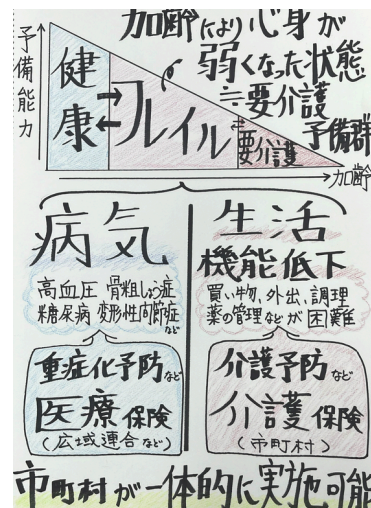 加齢により心身が
弱くなった状態
≒要介護
予備群
予備能力
健康
フレイル
要介護
加齢
病気
高血圧 骨粗しょう症
糖尿病 変形性関節症
など
重症化予防など
医療保険
(広域連合など)
生活
機能低下
買い物、外出、調理
薬の管理などが困難
介護予防など
介護保険
(市町村)
市町村が一体的に実施可能